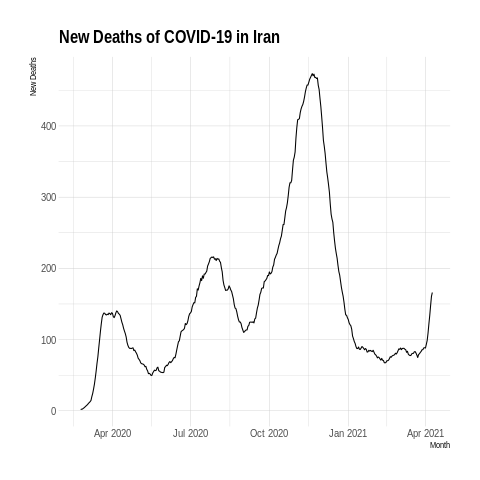 New Deaths of COVID-19 in Iran
New Deaths
400
300
200
100
0
Apr 2020 Jul 2020 Oct 2020 Jan 2021 Apr 2021
Month